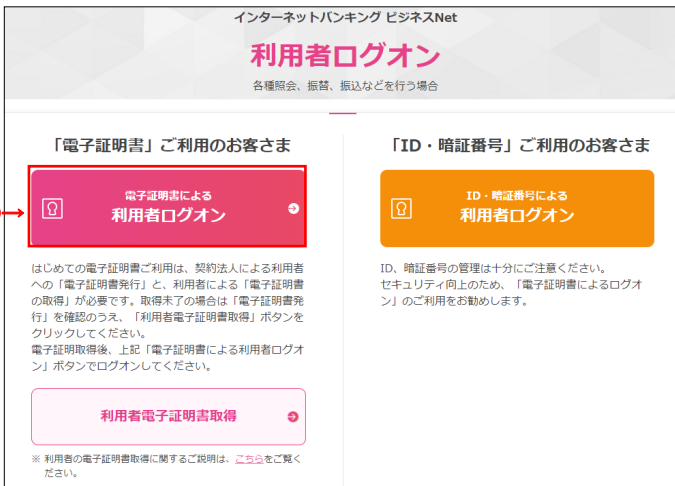 インターネットバンキング ビジネスNet
利用者ログオン
各種照会、振替、振込などを行う場合
「電子証明書」ご利用のお客さま
電子証明書による
利用者ログオン
はじめての電子証明書ご利用は、契約法人による利用者
への「電子証明書発行」と、利用者による「電子証明書
の取得」が必要です。取得未了の場合は「電子証明書発
行」を確認のうえ、「利用者電子証明書取得」ボタンを
クリックしてください。
電子証明取得後、上記「電子証明書による利用者ログオ
ン」ボタンでログオンしてください。
利用者電子証明書取得
※ 利用者の電子証明書取得に関するご説明は、こちらをご覧く
ださい。
「ID・暗証番号」ご利用のお客さま
ID・暗証番号による
利用者ログオン
ID、暗証番号の管理は十分にご注意ください。
セキュリティ向上のため、「電子証明書によるログオ
ン」のご利用をお勧めします。